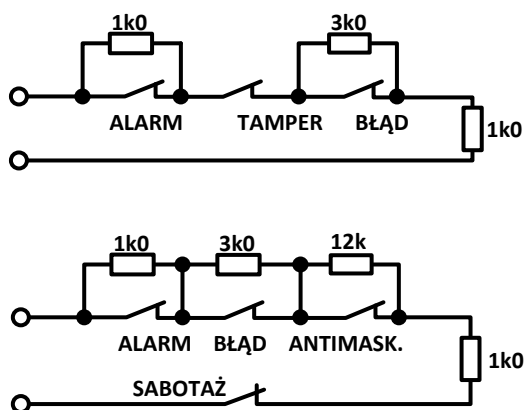 1k0 3k0
ALARM TAMPER BŁĄD
1k0
1k0 3k0 12k
ALARM BŁĄD ANTIMASK.
1k0
SABOTAŻ